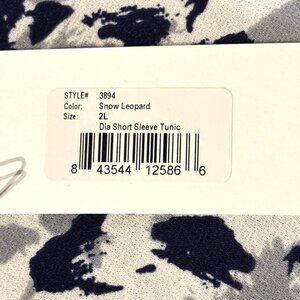 STYLE# 3894
Color: Snow Leopard
Size: 2L
Dia Short Sleeve Tunic
8 43544 12586 6